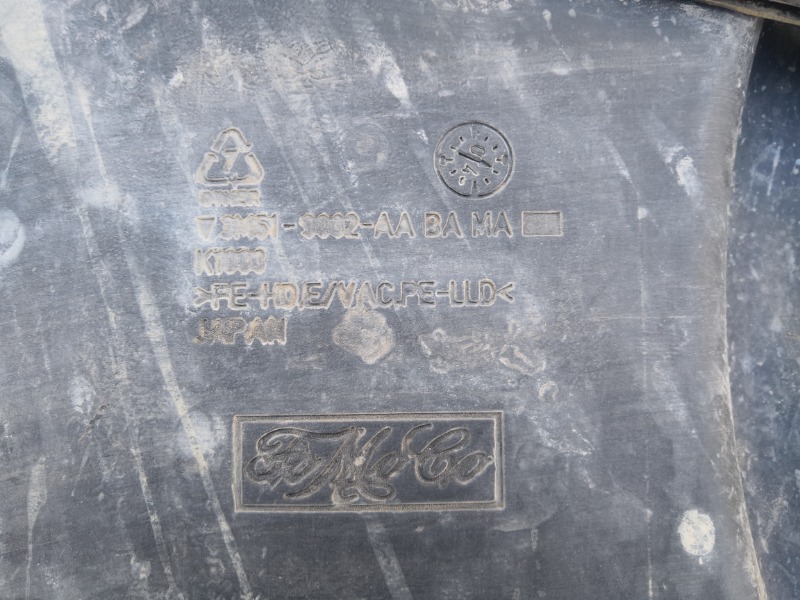 7
OTHER
3M51-9002-AA BA MA
K1000
>PE-HD,E/VAC,PE-LLD<
JAPAN
FoMoCo